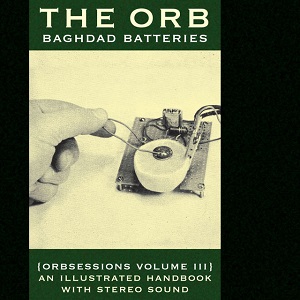 THE ORB
BAGHDAD BATTERIES
{ORBSESSIONS VOLUME III}
AN ILLUSTRATED HANDBOOK
WITH STEREO SOUND